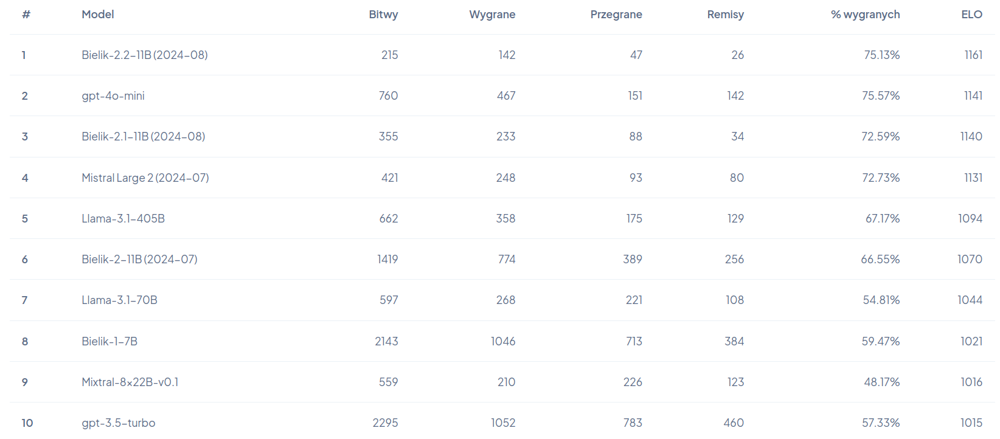 # Model Bitwy Wygrane Przegrane Remisy % wygranych ELO
1 Bielik-2.2-11B (2024-08) 215 142 47 26 75.13% 1161
2 gpt-4o-mini 760 467 151 142 75.57% 1141
3 Bielik-2.1-11B (2024-08) 355 233 88 34 72.59% 1140
4 Mistral Large 2 (2024-07) 421 248 93 80 72.73% 1131
5 Llama-3.1-405B 662 358 175 129 67.17% 1094
6 Bielik-2-11B (2024-07) 1419 774 389 256 66.55% 1070
7 Llama-3.1-70B 597 268 221 108 54.81% 1044
8 Bielik-1-7B 2143 1046 713 384 59.47% 1021
9 Mixtral-8×22B-v0.1 559 210 226 123 48.17% 1016
10 gpt-3.5-turbo 2295 1052 783 460 57.33% 1015